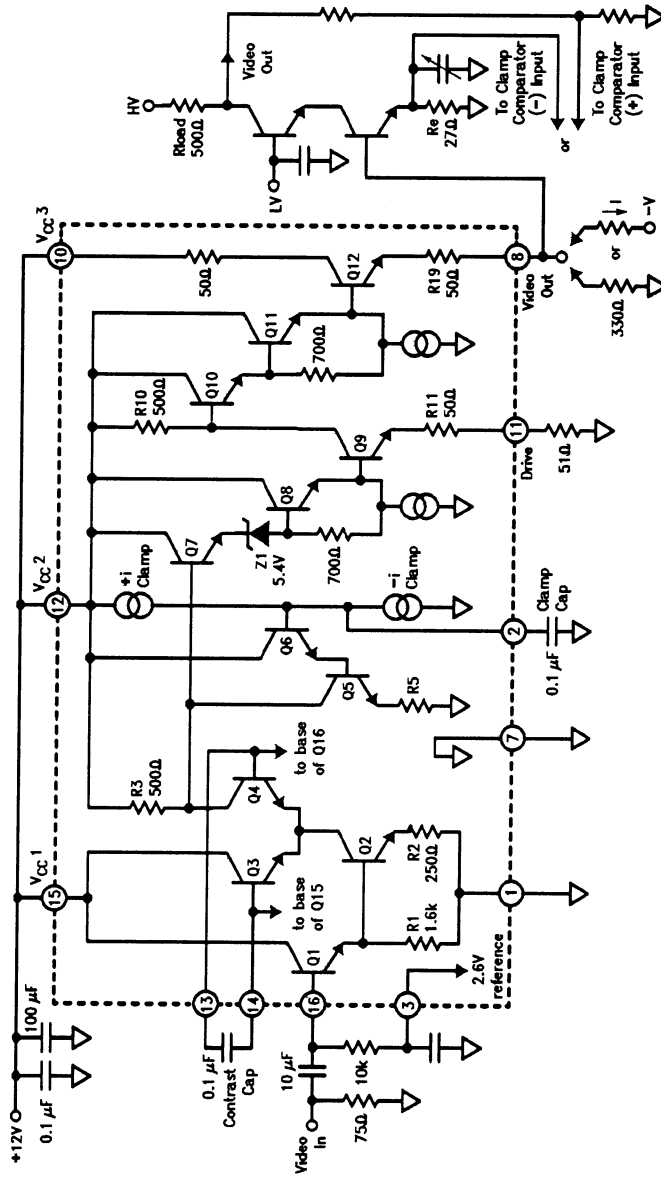 +12V
0.1 μF
100 μF
VCC1
15
VCC2
12
VCC3
10
HV
Rload
500Ω
Video
Out
LV
Re
27Ω
To Clamp
Comparator
(-) Input
or
To Clamp
Comparator
(+) Input
13
14
0.1 μF
Contrast
Cap
16
Video
In
10 μF
75Ω
10k
3
2.6V
reference
Q1
Q3
to base
of Q15
Q4
to base
of Q16
R3
500Ω
Q2
R1
1.6k
R2
250Ω
1
7
+i
Clamp
Q6
Q5
R5
-i
Clamp
2
0.1 μF
Clamp
Cap
Q7
Z1
5.4V
Q8
700Ω
Q9
R10
500Ω
Q10
R11
50Ω
11
Drive
51Ω
Q11
700Ω
50Ω
Q12
R19
50Ω
8
Video
Out
330Ω
or
I
-V